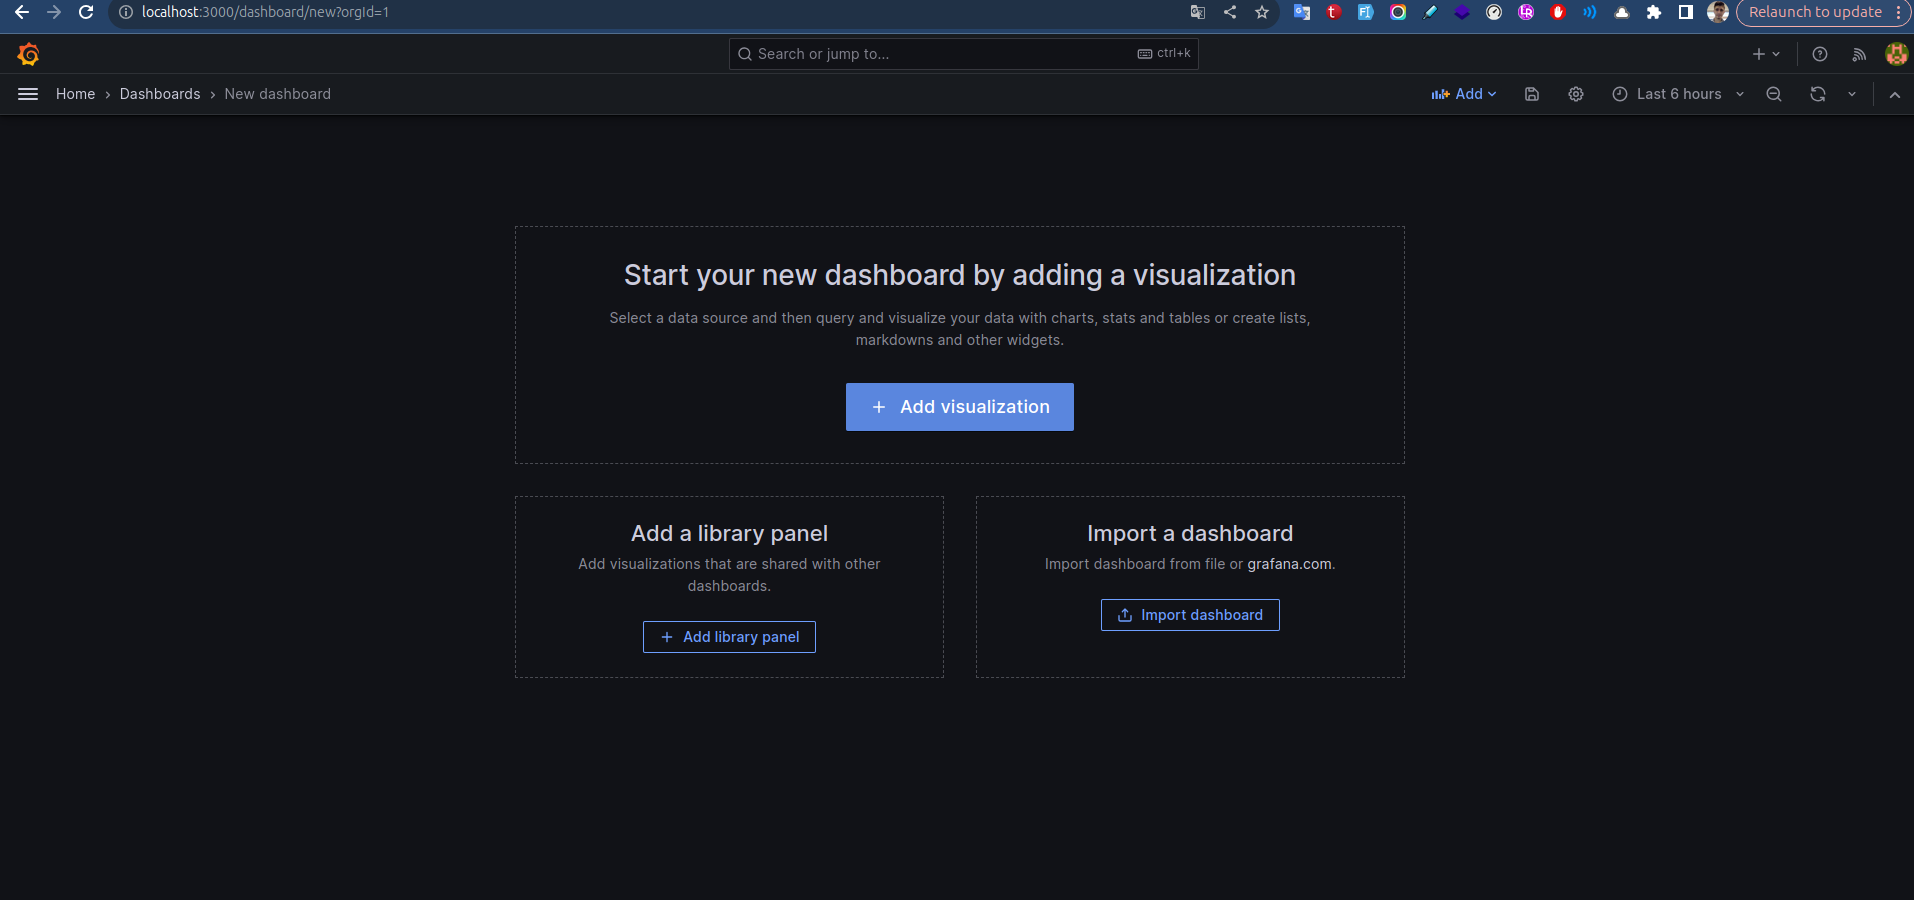 localhost:3000/dashboard/new?orgId=1
Relaunch to update
Search or jump to...
ctrl+k
Home › Dashboards › New dashboard
Add
Last 6 hours
Start your new dashboard by adding a visualization
Select a data source and then query and visualize your data with charts, stats and tables or create lists,
markdowns and other widgets.
+ Add visualization
Add a library panel
Add visualizations that are shared with other
dashboards.
+ Add library panel
Import a dashboard
Import dashboard from file or grafana.com.
Import dashboard